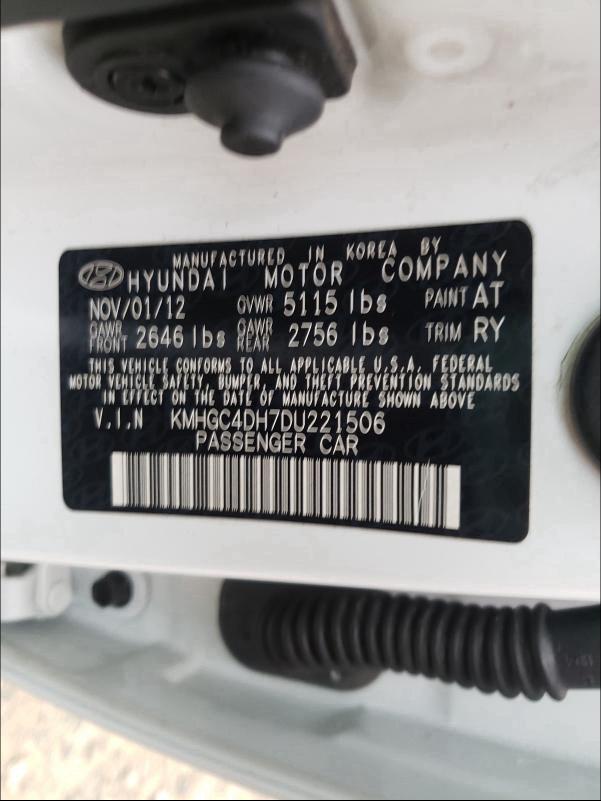 MANUFACTURED IN KOREA BY
HYUNDAI MOTOR COMPANY
NOV/01/12 GVWR 5115 lbs PAINT AT
GAWR FRONT 2646 lbs GAWR REAR 2756 lbs TRIM RY
THIS VEHICLE CONFORMS TO ALL APPLICABLE U.S.A. FEDERAL
MOTOR VEHICLE SAFETY, BUMPER, AND THEFT PREVENTION STANDARDS
IN EFFECT ON THE DATE OF MANUFACTURE SHOWN ABOVE
V.I.N KMHGC4DH7DU221506
PASSENGER CAR